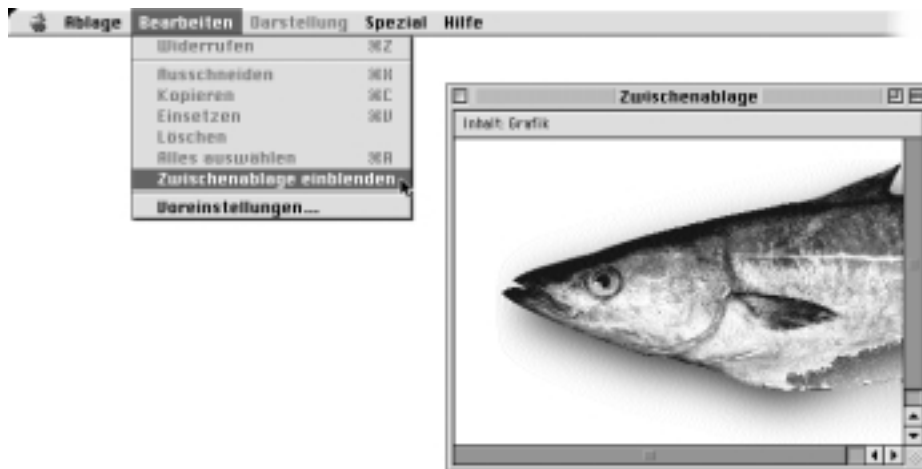 Ablage Bearbeiten Darstellung Spezial Hilfe
Widerrufen ⌘Z
Ausschneiden ⌘X
Kopieren ⌘C
Einsetzen ⌘V
Löschen
Alles auswählen ⌘A
Zwischenablage einblenden
Voreinstellungen...
Zwischenablage
Inhalt: Grafik